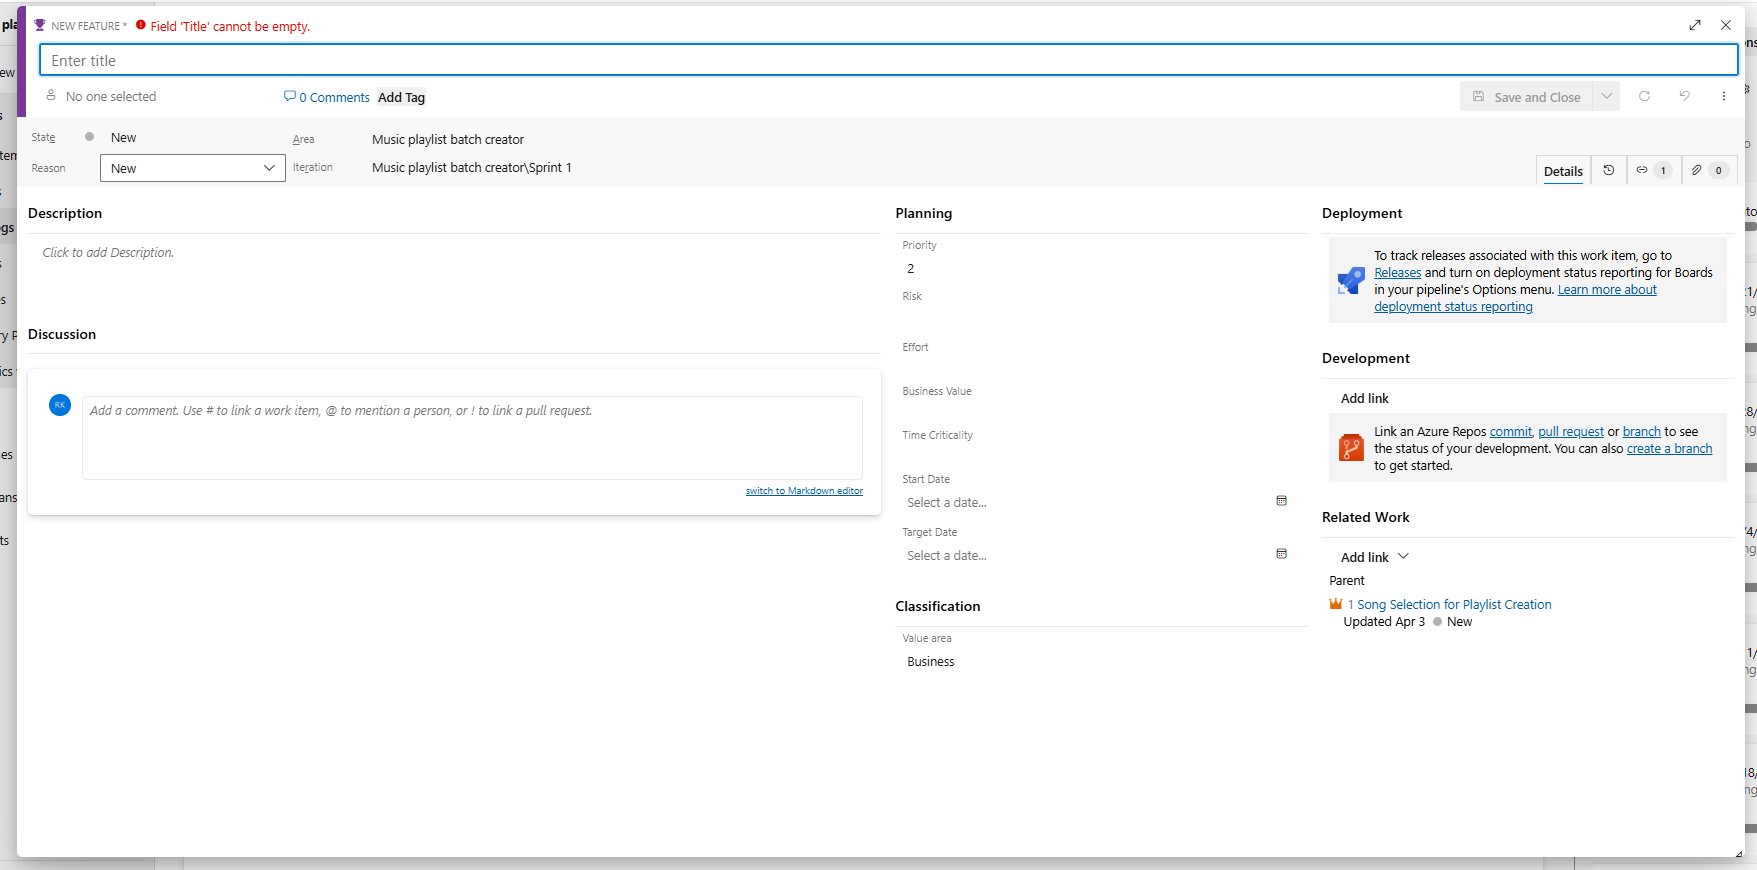 NEW FEATURE * Field 'Title' cannot be empty.
Enter title
No one selected
0 Comments Add Tag
Save and Close
State New
Area Music playlist batch creator
Reason New
Iteration Music playlist batch creator\Sprint 1
Details 1 0
Description
Click to add Description.
Discussion
RK
Add a comment. Use # to link a work item, @ to mention a person, or ! to link a pull request.
switch to Markdown editor
Planning
Priority
2
Risk
Effort
Business Value
Time Criticality
Start Date
Select a date...
Target Date
Select a date...
Classification
Value area
Business
Deployment
To track releases associated with this work item, go to
Releases and turn on deployment status reporting for Boards
in your pipeline's Options menu. Learn more about
deployment status reporting
Development
Add link
Link an Azure Repos commit, pull request or branch to see
the status of your development. You can also create a branch
to get started.
Related Work
Add link
Parent
1 Song Selection for Playlist Creation
Updated Apr 3 New